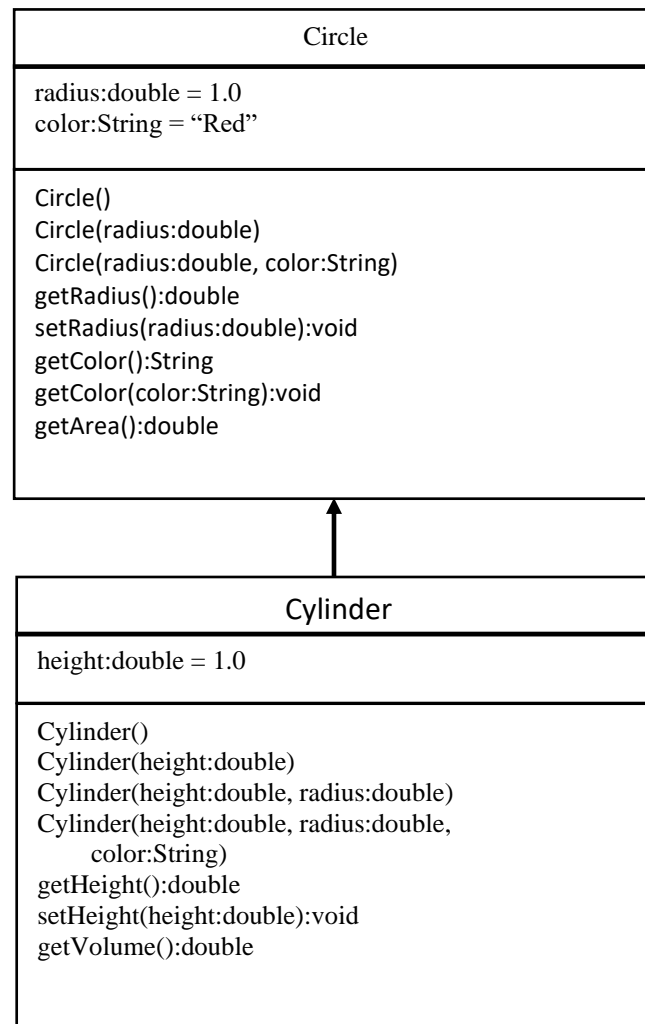 Circle
radius:double = 1.0
color:String = “Red”
Circle()
Circle(radius:double)
Circle(radius:double, color:String)
getRadius():double
setRadius(radius:double):void
getColor():String
getColor(color:String):void
getArea():double
Cylinder
height:double = 1.0
Cylinder()
Cylinder(height:double)
Cylinder(height:double, radius:double)
Cylinder(height:double, radius:double,
color:String)
getHeight():double
setHeight(height:double):void
getVolume():double